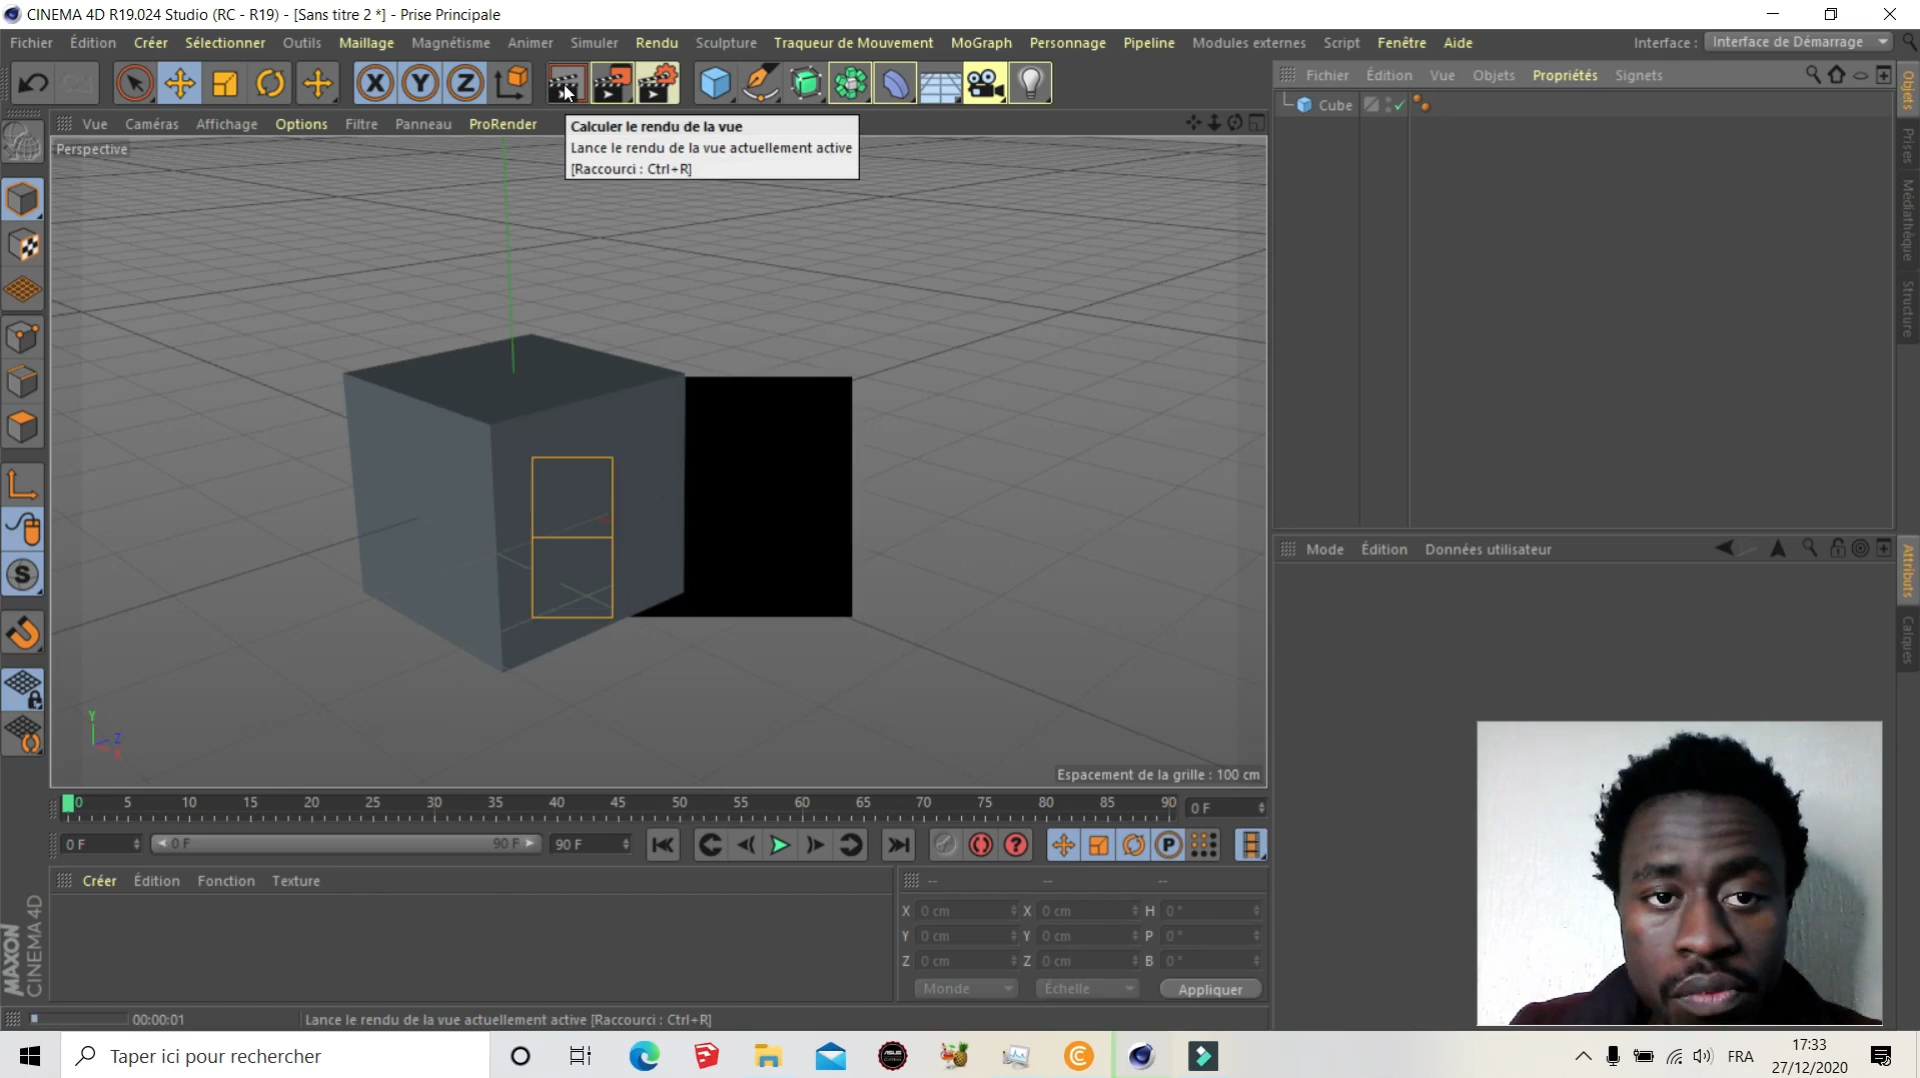 CINEMA 4D R19.024 Studio (RC - R19) - [Sans titre 2 *] - Prise Principale
Fichier Édition Créer Sélectionner Outils Maillage Magnétisme Animer Simuler Rendu Sculpture Traqueur de Mouvement MoGraph Personnage Pipeline Modules externes Script Fenêtre Aide Interface : Interface de Démarrage
X Y Z
Fichier Édition Vue Objets Propriétés Signets
Cube
Objets
Prises
Médiathèque
Structure
Vue Caméras Affichage Options Filtre Panneau ProRender
Perspective
Calculer le rendu de la vue
Lance le rendu de la vue actuellement active
[Raccourci : Ctrl+R]
S
Y
Z
X
Espacement de la grille : 100 cm
Mode Édition Données utilisateur
Attributs
Calques
0 5 10 15 20 25 30 35 40 45 50 55 60 65 70 75 80 85 90 0 F
0 F 0 F 90 F 90 F ? P
Créer Édition Fonction Texture
-- -- --
X 0 cm X 0 cm H 0 °
Y 0 cm Y 0 cm P 0 °
Z 0 cm Z 0 cm B 0 °
Monde Échelle Appliquer
MAXON
CINEMA 4D
00:00:01 Lance le rendu de la vue actuellement active [Raccourci : Ctrl+R]
Taper ici pour rechercher
FRA
17:33
27/12/2020